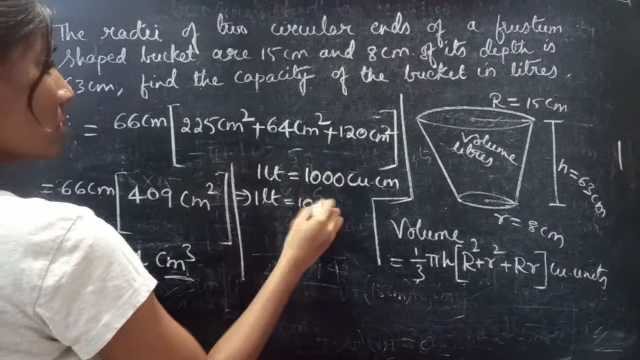 The radii of two circular ends of a frustum
shaped bucket are 15cm and 8cm. If its depth is
63cm, find the capacity of the bucket in litres.
= 66cm [225cm² + 64cm² + 120cm²]
= 66cm [409 cm²]
cm³
1lt = 1000cu.cm
⇒ 1lt = 10
R = 15cm
Volume
litres
h = 63cm
r = 8cm
Volume
= 1/3 πh [R² + r² + Rr] cu.units